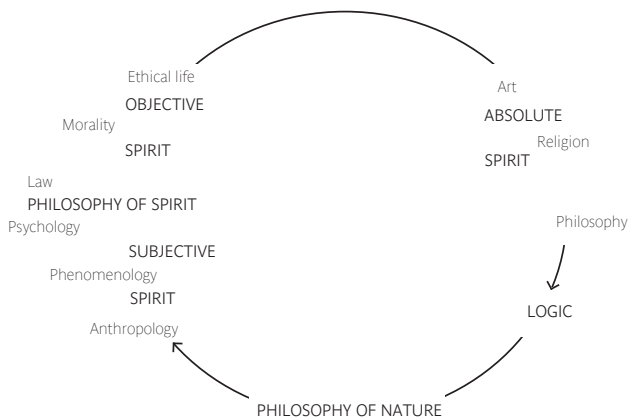 Ethical life
OBJECTIVE
Morality
SPIRIT
Law
PHILOSOPHY OF SPIRIT
Psychology
SUBJECTIVE
Phenomenology
SPIRIT
Anthropology
Art
ABSOLUTE
Religion
SPIRIT
Philosophy
LOGIC
PHILOSOPHY OF NATURE